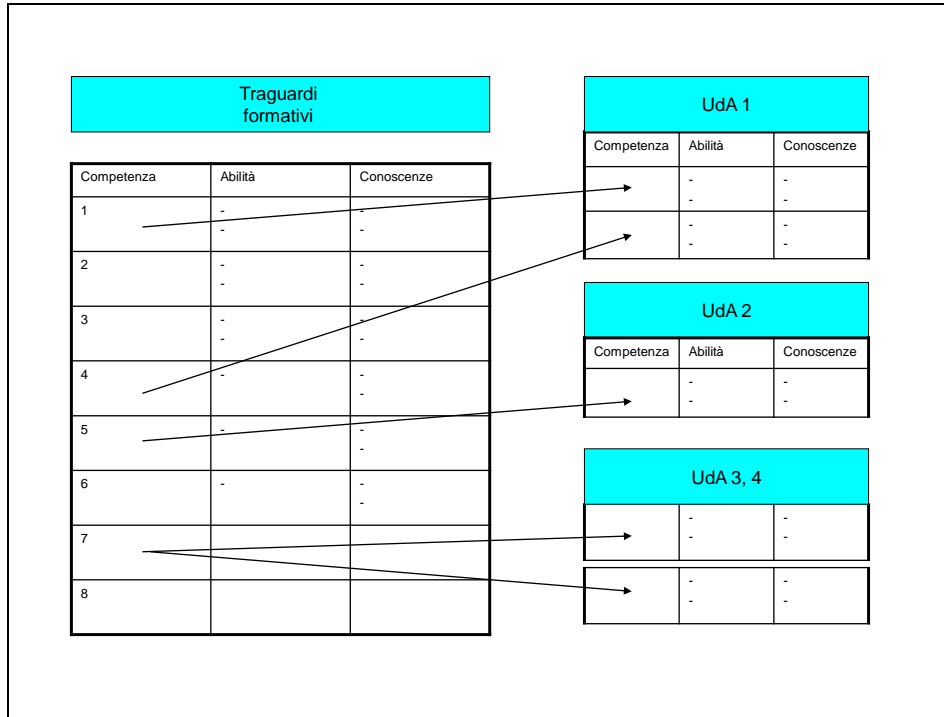 Traguardi
formativi
Competenza Abilità Conoscenze
1 - -
- -
2 - -
- -
3 - -
- -
4 - -
-
5 - -
-
6 - -
-
7
8
UdA 1
Competenza Abilità Conoscenze
- -
- -
- -
- -
UdA 2
Competenza Abilità Conoscenze
- -
- -
UdA 3, 4
- -
- -
- -
- -